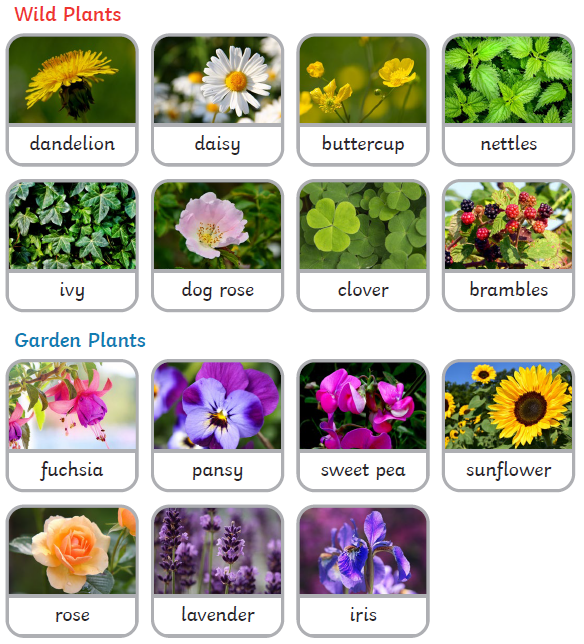 Wild Plants
dandelion
daisy
buttercup
nettles
ivy
dog rose
clover
brambles
Garden Plants
fuchsia
pansy
sweet pea
sunflower
rose
lavender
iris